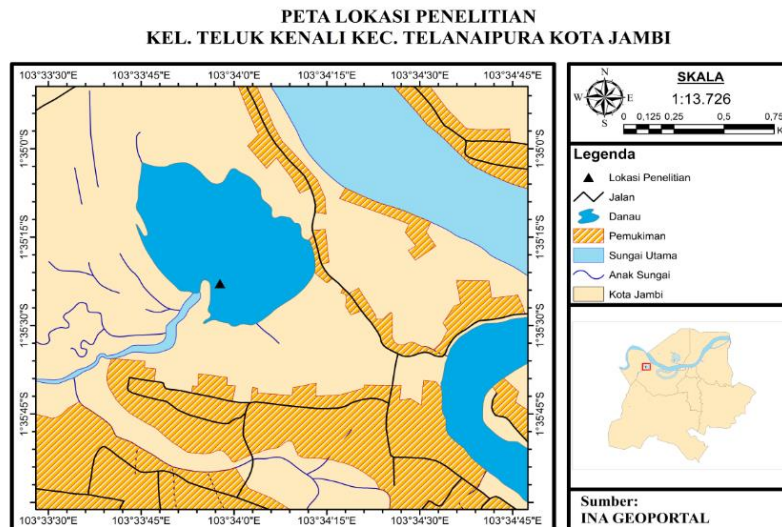 PETA LOKASI PENELITIAN
KEL. TELUK KENALI KEC. TELANAIPURA KOTA JAMBI
103°33'30"E 103°33'45"E 103°34'0"E 103°34'15"E 103°34'30"E 103°34'45"E
1°35'0"S 1°35'0"S
1°35'15"S 1°35'15"S
1°35'30"S 1°35'30"S
1°35'45"S 1°35'45"S
103°33'30"E 103°33'45"E 103°34'0"E 103°34'15"E 103°34'30"E 103°34'45"E
N
W E
S
SKALA
1:13.726
0 0,125 0,25 0,5 0,75
K
Legenda
Lokasi Penelitian
Jalan
Danau
Pemukiman
Sungai Utama
Anak Sungai
Kota Jambi
Sumber:
INA GEOPORTAL